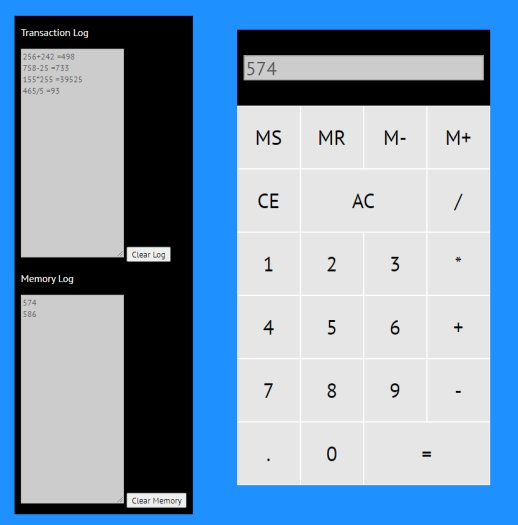 Transaction Log
256+242 =498
758-25 =733
155*255 =39525
465/5 =93
Clear Log
Memory Log
574
586
Clear Memory
574
MS MR M- M+
CE AC /
1 2 3 *
4 5 6 +
7 8 9 -
. 0 =